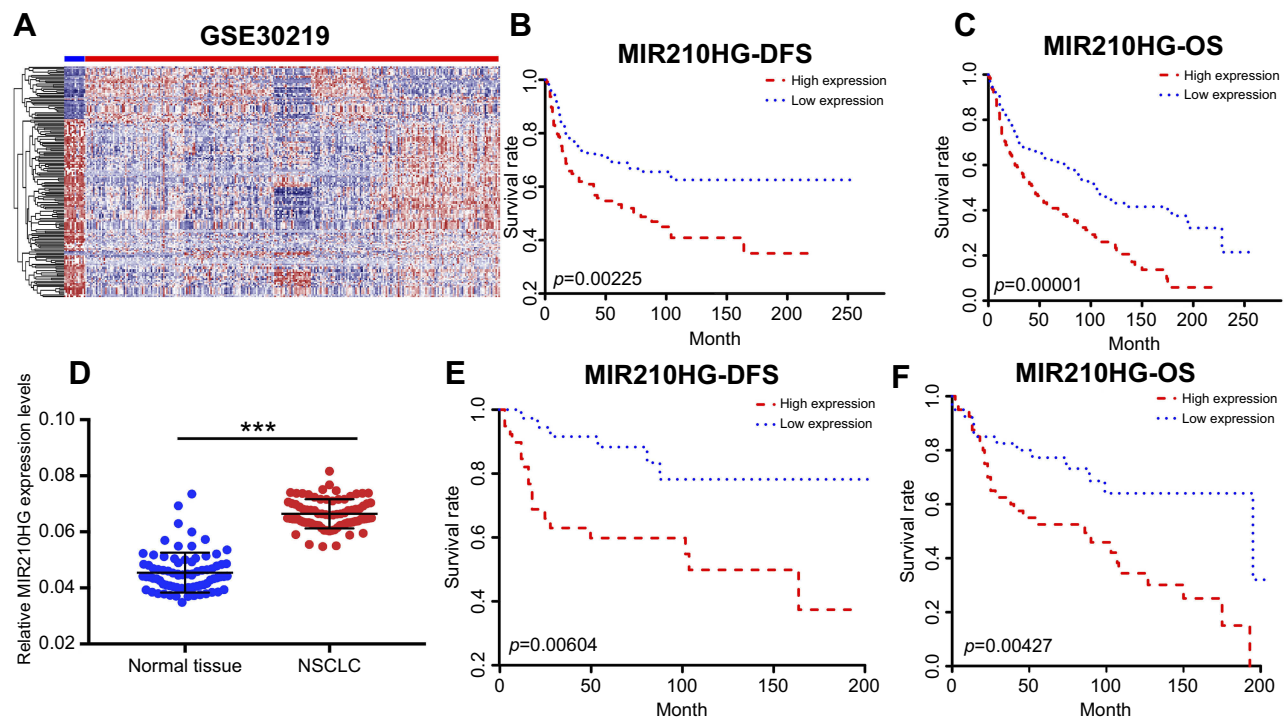 A
GSE30219
B
MIR210HG-DFS
High expression
Low expression
Survival rate
1.0
0.8
0.6
0.4
0.2
p=0.00225
0 50 100 150 200 250
Month
C
MIR210HG-OS
High expression
Low expression
Survival rate
1.0
0.8
0.6
0.4
0.2
0.0
p=0.00001
0 50 100 150 200 250
Month
D
Relative MIR210HG expression levels
0.10
0.08
0.06
0.04
0.02
***
Normal tissue NSCLC
E
MIR210HG-DFS
High expression
Low expression
Survival rate
1.0
0.8
0.6
0.4
0.2
p=0.00604
0 50 100 150 200
Month
F
MIR210HG-OS
High expression
Low expression
Survival rate
1.0
0.8
0.6
0.4
0.2
0.0
p=0.00427
0 50 100 150 200
Month